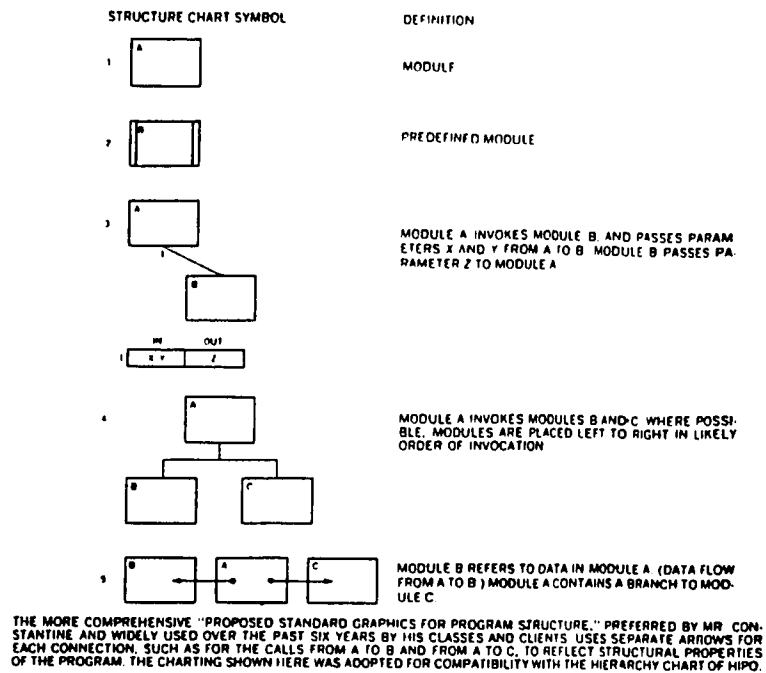 STRUCTURE CHART SYMBOL DEFINITION
1 A MODULE
2 B PREDEFINED MODULE
3 A
MODULE A INVOKES MODULE B, AND PASSES PARAM
ETERS X AND Y FROM A TO B MODULE B PASSES PA-
RAMETER Z TO MODULE A
1
B
IN OUT
1 X Y Z
4 A
MODULE A INVOKES MODULES B AND C WHERE POSSI-
BLE, MODULES ARE PLACED LEFT TO RIGHT IN LIKELY
ORDER OF INVOCATION
B C
5 B A C
MODULE B REFERS TO DATA IN MODULE A (DATA FLOW
FROM A TO B) MODULE A CONTAINS A BRANCH TO MOD-
ULE C
THE MORE COMPREHENSIVE "PROPOSED STANDARD GRAPHICS FOR PROGRAM STRUCTURE," PREFERRED BY MR CON-
STANTINE AND WIDELY USED OVER THE PAST SIX YEARS BY HIS CLASSES AND CLIENTS USES SEPARATE ARROWS FOR
EACH CONNECTION, SUCH AS FOR THE CALLS FROM A TO B AND FROM A TO C, TO REFLECT STRUCTURAL PROPERTIES
OF THE PROGRAM. THE CHARTING SHOWN HERE WAS ADOPTED FOR COMPATIBILITY WITH THE HIERARCHY CHART OF HIPO.